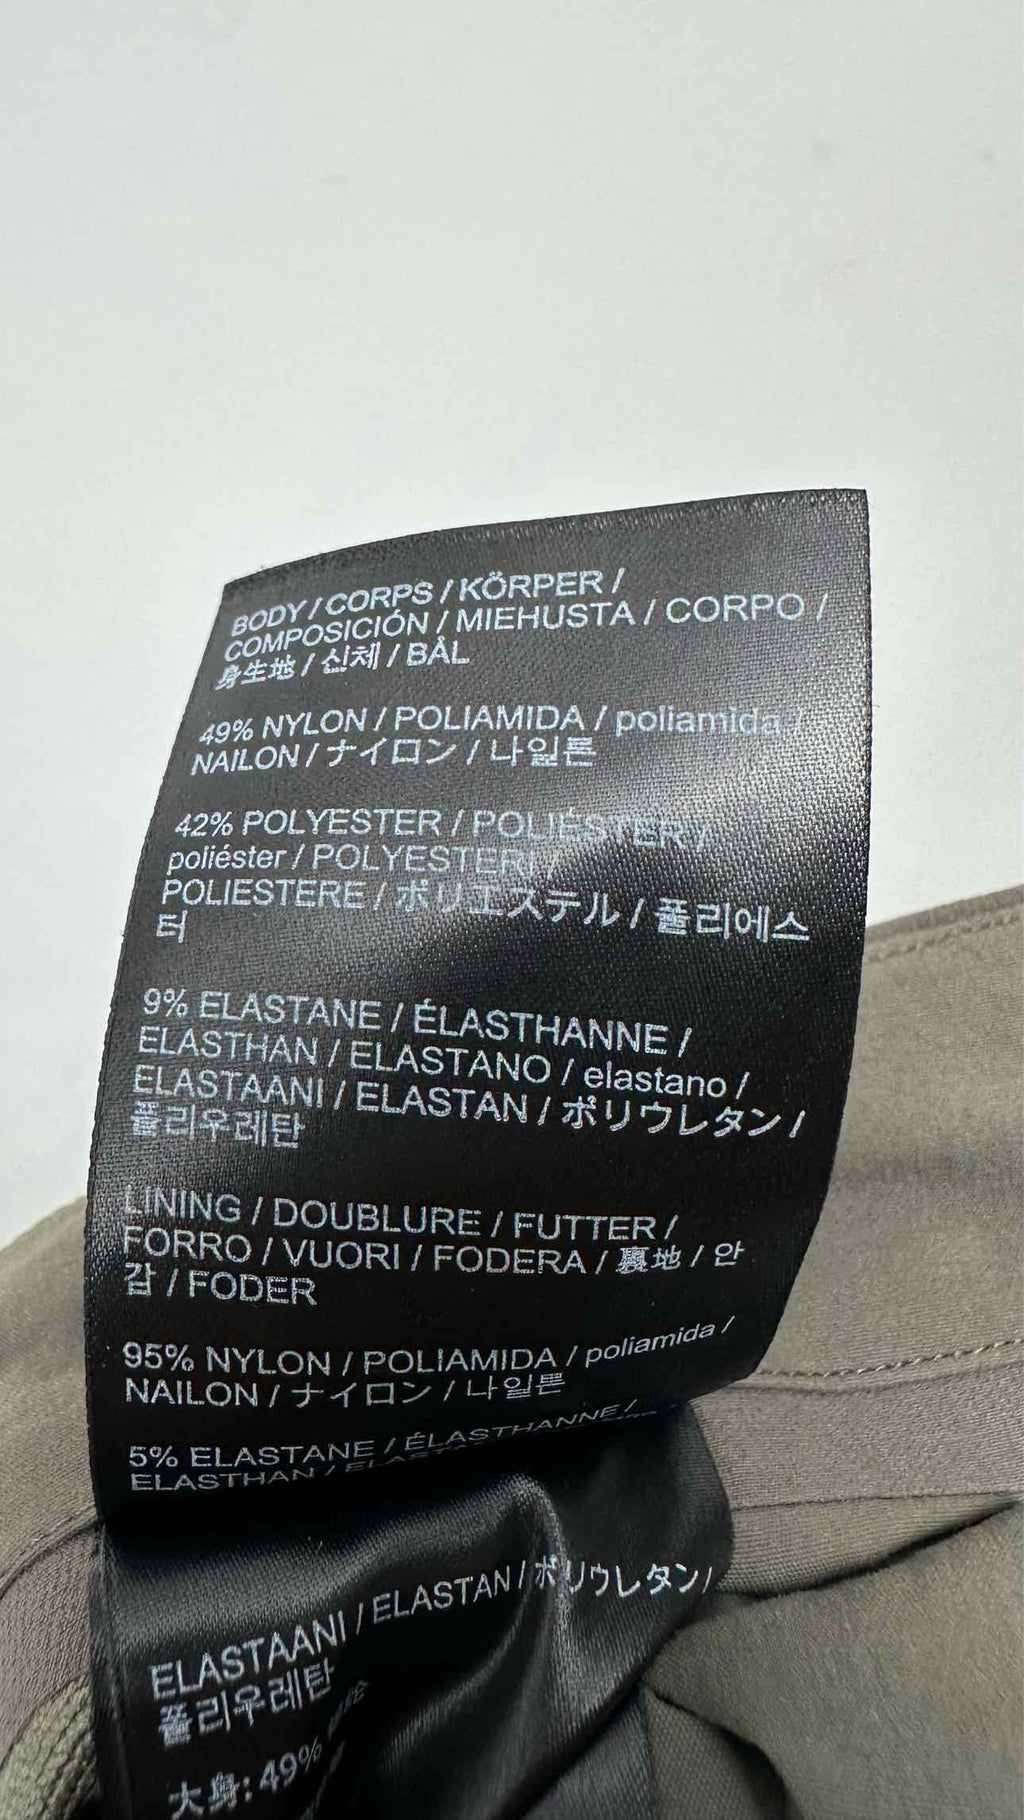 BODY / CORPS / KÖRPER /
COMPOSICIÓN / MIEHUSTA / CORPO /
身生地 / 신체 / BÅL
49% NYLON / POLIAMIDA / poliamida /
NAILON / ナイロン / 나일론
42% POLYESTER / POLIÉSTER /
poliéster / POLYESTERI /
POLIESTERE / ポリエステル / 폴리에스
터
9% ELASTANE / ÉLASTHANNE /
ELASTHAN / ELASTANO / elastano /
ELASTAANI / ELASTAN / ポリウレタン /
폴리우레탄
LINING / DOUBLURE / FUTTER /
FORRO / VUORI / FODERA / 裏地 / 안
감 / FODER
95% NYLON / POLIAMIDA / poliamida /
NAILON / ナイロン / 나일론
5% ELASTANE / ÉLASTHANNE /
ELASTHAN /
ELASTAANI / ELASTAN / ポリウレタン /
폴리우레탄
大身: 49%